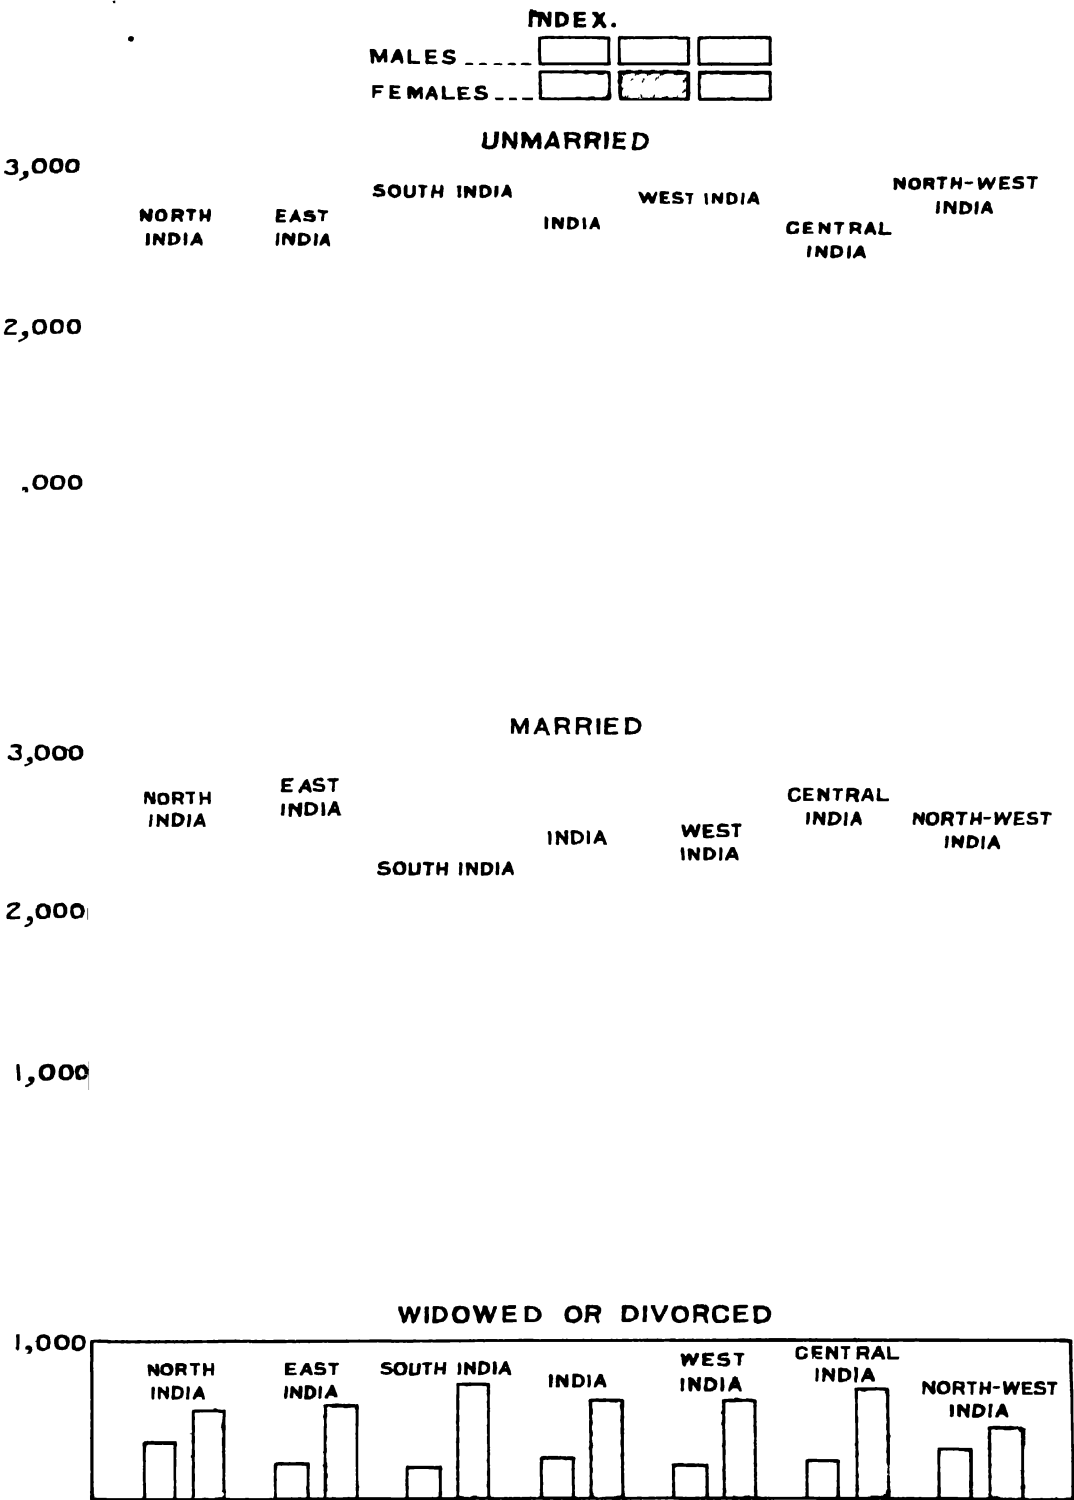 INDEX.
MALES
FEMALES
UNMARRIED
3,000
NORTH
INDIA
EAST
INDIA
SOUTH INDIA
INDIA
WEST INDIA
CENTRAL
INDIA
NORTH-WEST
INDIA
2,000
,000
MARRIED
3,000
NORTH
INDIA
EAST
INDIA
SOUTH INDIA
INDIA
WEST
INDIA
CENTRAL
INDIA
NORTH-WEST
INDIA
2,000
1,000
WIDOWED OR DIVORCED
1,000
NORTH
INDIA
EAST
INDIA
SOUTH INDIA
INDIA
WEST
INDIA
CENTRAL
INDIA
NORTH-WEST
INDIA